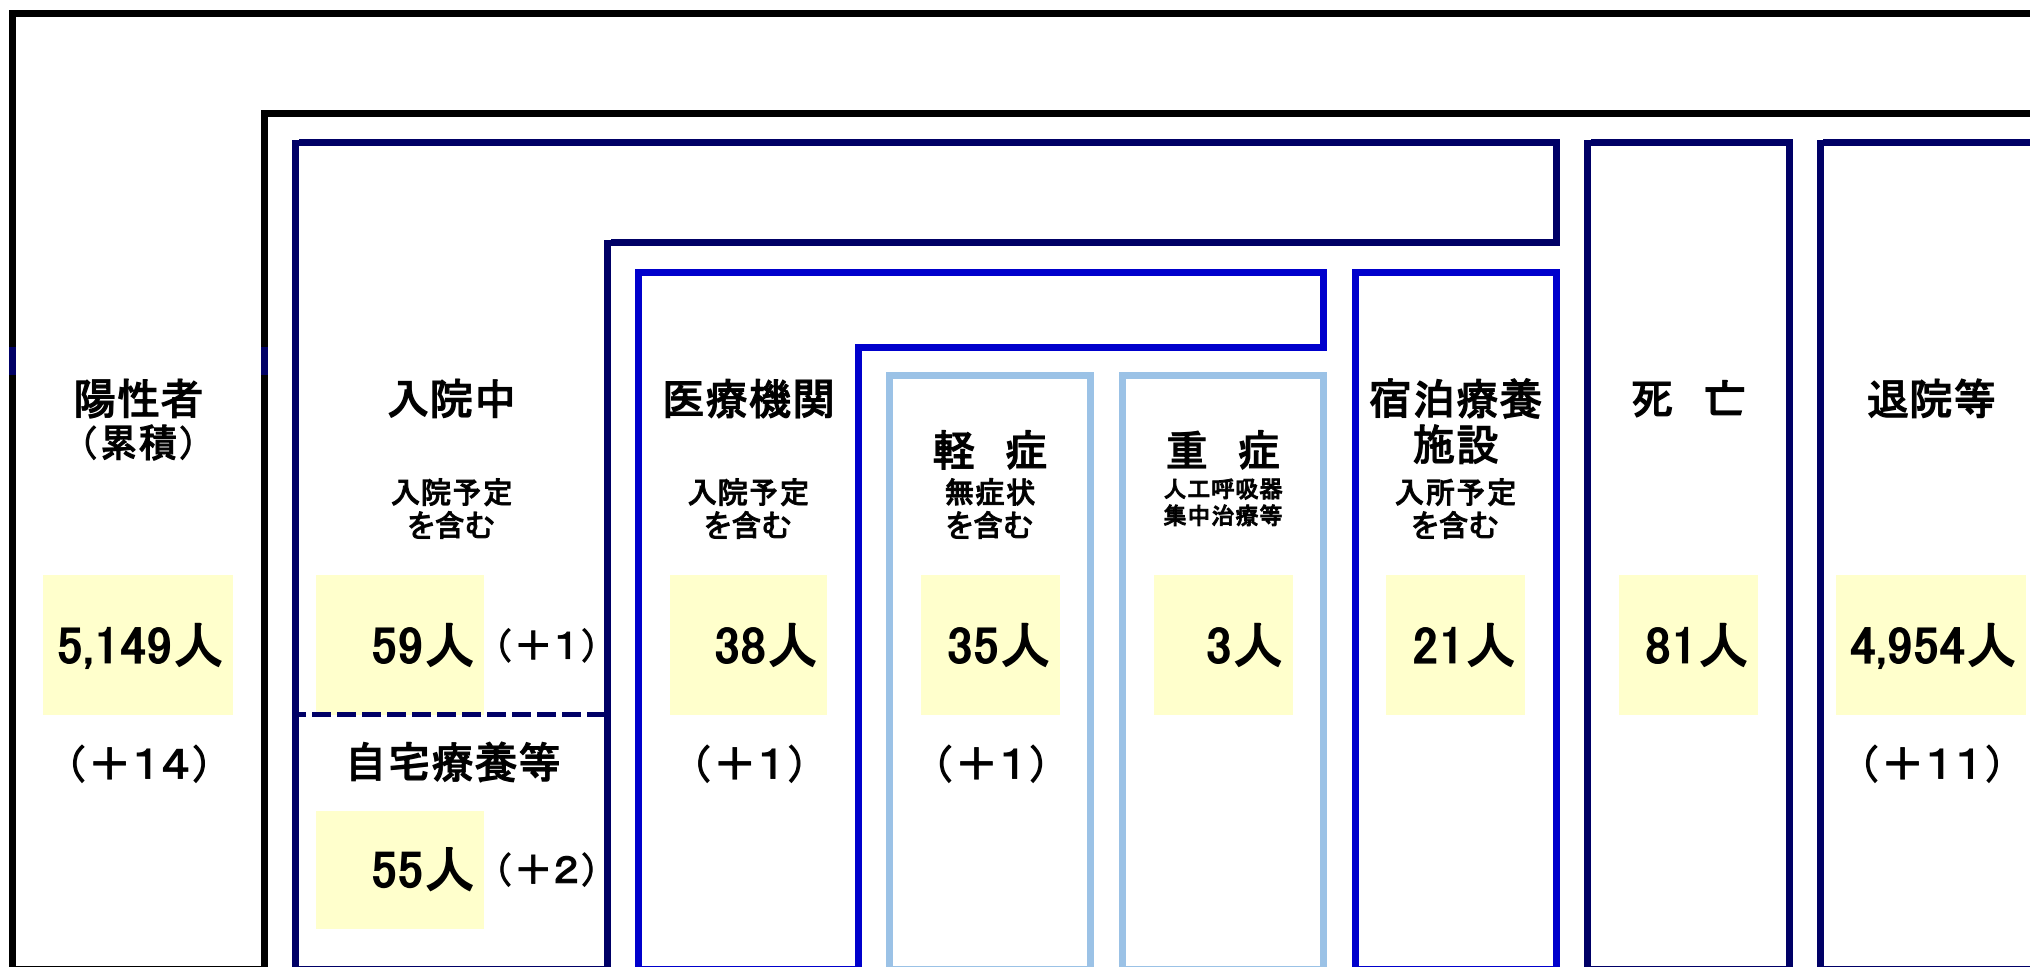 陽性者
（累積）
5,149人
（＋14）
入院中
入院予定
を含む
59人 （＋1）
自宅療養等
55人 （＋2）
医療機関
入院予定
を含む
38人
（＋1）
軽　症
無症状
を含む
35人
（＋1）
重　症
人工呼吸器
集中治療等
3人
宿泊療養
施設
入所予定
を含む
21人
死　亡
81人
退院等
4,954人
（＋11）